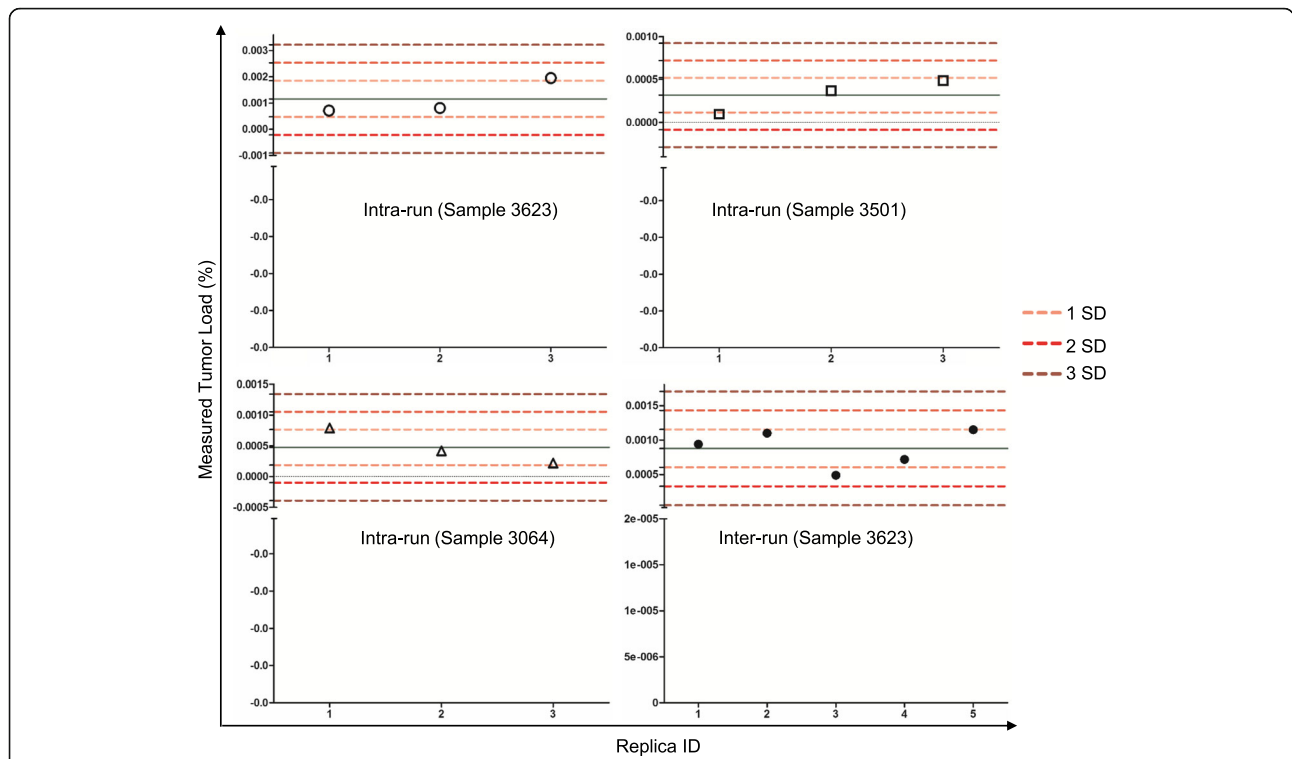 Measured Tumor Load (%)
0.003
0.002
0.001
0.000
-0.001
-0.0
-0.0
-0.0
-0.0
-0.0
1 2 3
Intra-run (Sample 3623)
0.0010
0.0005
0.0000
-0.0
-0.0
-0.0
-0.0
-0.0
1 2 3
Intra-run (Sample 3501)
1 SD
2 SD
3 SD
0.0015
0.0010
0.0005
0.0000
-0.0005
-0.0
-0.0
-0.0
-0.0
-0.0
1 2 3
Intra-run (Sample 3064)
0.0015
0.0010
0.0005
2e-005
1e-005
1e-005
5e-006
0
1 2 3 4 5
Inter-run (Sample 3623)
Replica ID